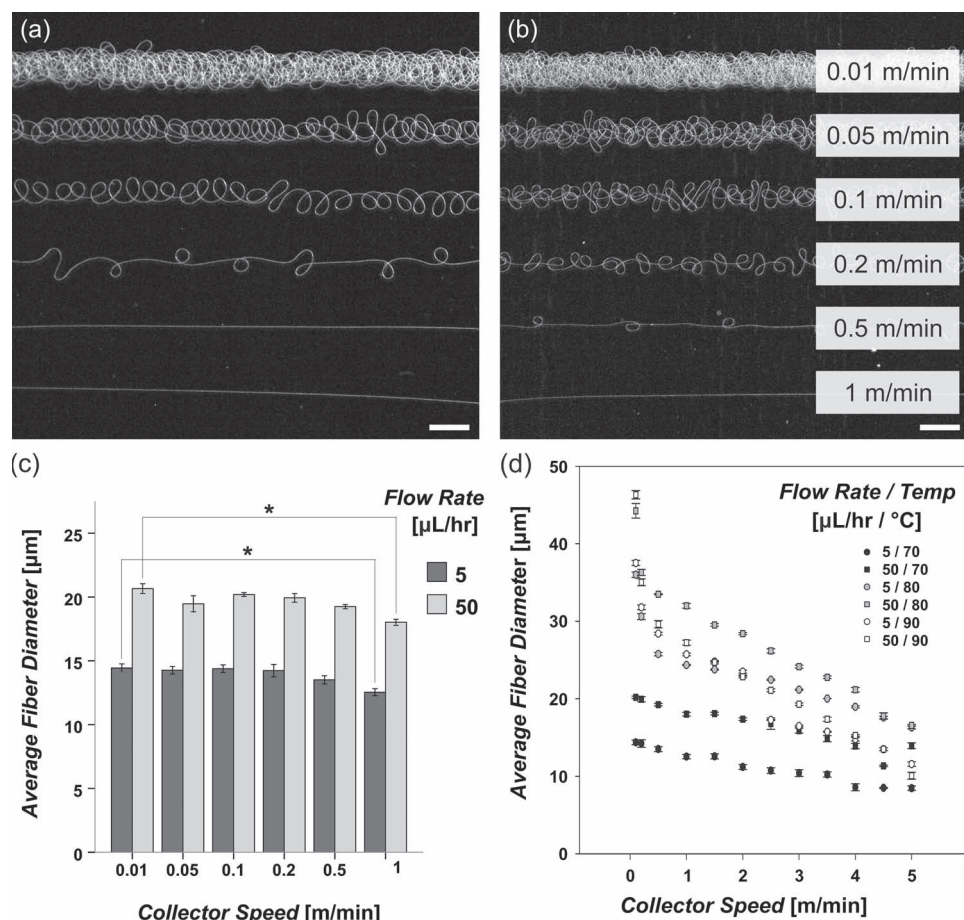 (a)
(b)
0.01 m/min
0.05 m/min
0.1 m/min
0.2 m/min
0.5 m/min
1 m/min
(c)
Flow Rate
[µL/hr]
5
50
*
*
Average Fiber Diameter [µm]
25
20
15
10
5
0
0.01
0.05
0.1
0.2
0.5
1
Collector Speed [m/min]
(d)
Flow Rate / Temp
[µL/hr / °C]
5 / 70
50 / 70
5 / 80
50 / 80
5 / 90
50 / 90
Average Fiber Diameter [µm]
50
40
30
20
10
0
0
1
2
3
4
5
Collector Speed [m/min]